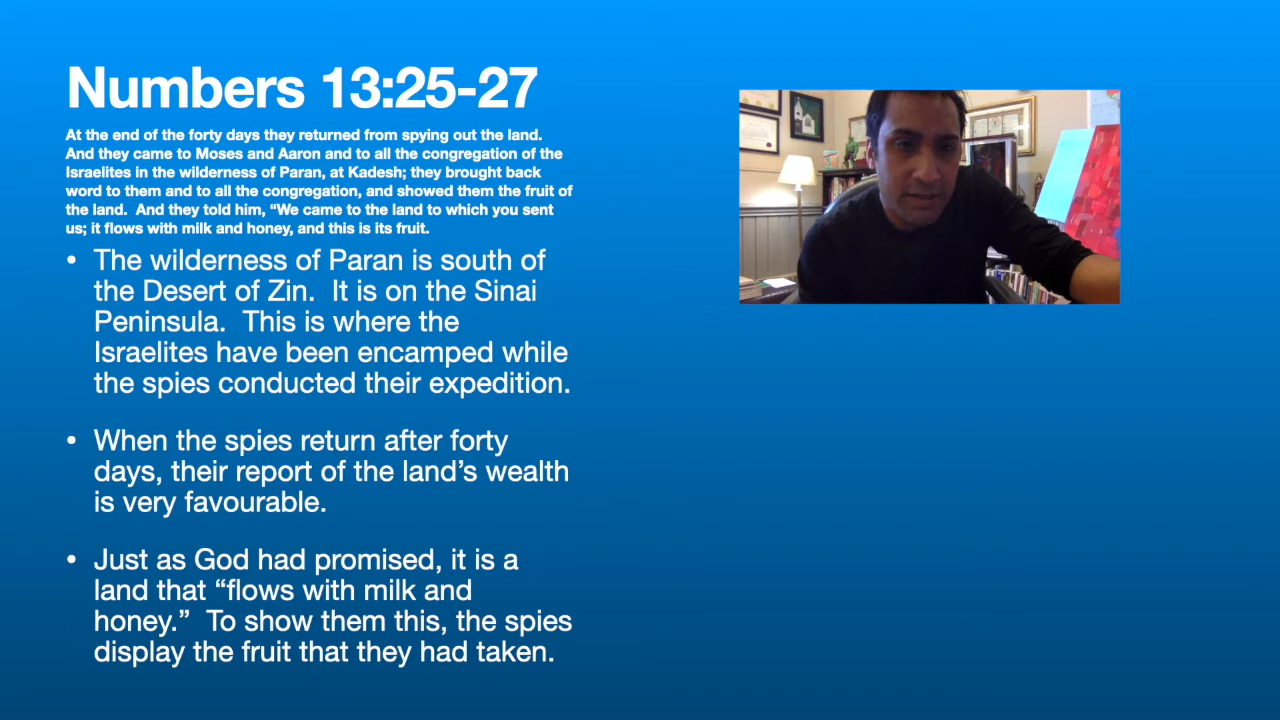 Numbers 13:25-27
At the end of the forty days they returned from spying out the land.
And they came to Moses and Aaron and to all the congregation of the
Israelites in the wilderness of Paran, at Kadesh; they brought back
word to them and to all the congregation, and showed them the fruit of
the land.  And they told him, “We came to the land to which you sent
us; it flows with milk and honey, and this is its fruit.
• The wilderness of Paran is south of
the Desert of Zin.  It is on the Sinai
Peninsula.  This is where the
Israelites have been encamped while
the spies conducted their expedition.
• When the spies return after forty
days, their report of the land’s wealth
is very favourable.
• Just as God had promised, it is a
land that “flows with milk and
honey.”  To show them this, the spies
display the fruit that they had taken.